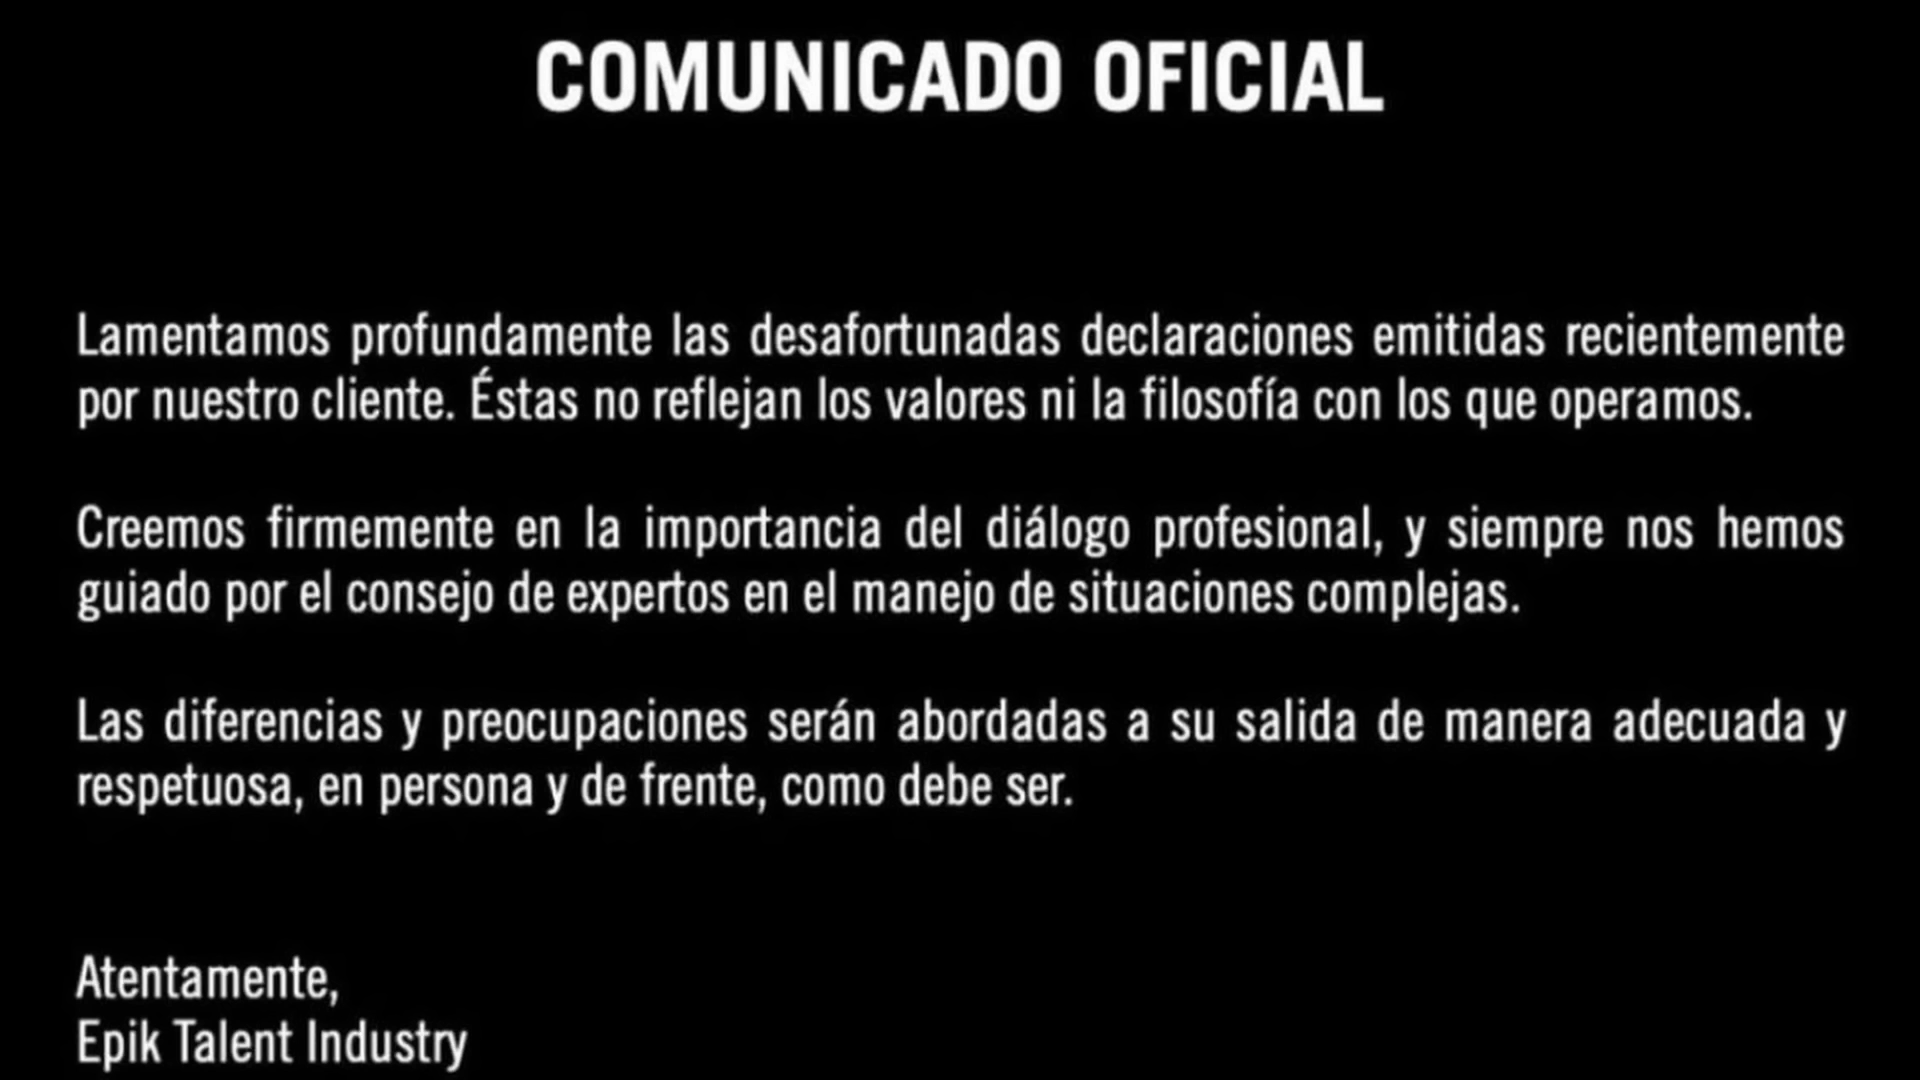 COMUNICADO OFICIAL
Lamentamos profundamente las desafortunadas declaraciones emitidas recientemente
por nuestro cliente. Éstas no reflejan los valores ni la filosofía con los que operamos.
Creemos firmemente en la importancia del diálogo profesional, y siempre nos hemos
guiado por el consejo de expertos en el manejo de situaciones complejas.
Las diferencias y preocupaciones serán abordadas a su salida de manera adecuada y
respetuosa, en persona y de frente, como debe ser.
Atentamente,
Epik Talent Industry